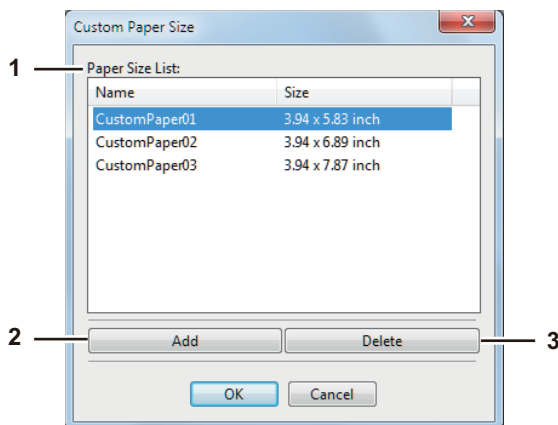 Custom Paper Size
1
Paper Size List:
Name Size
CustomPaper01 3.94 x 5.83 inch
CustomPaper02 3.94 x 6.89 inch
CustomPaper03 3.94 x 7.87 inch
2 Add Delete 3
OK Cancel